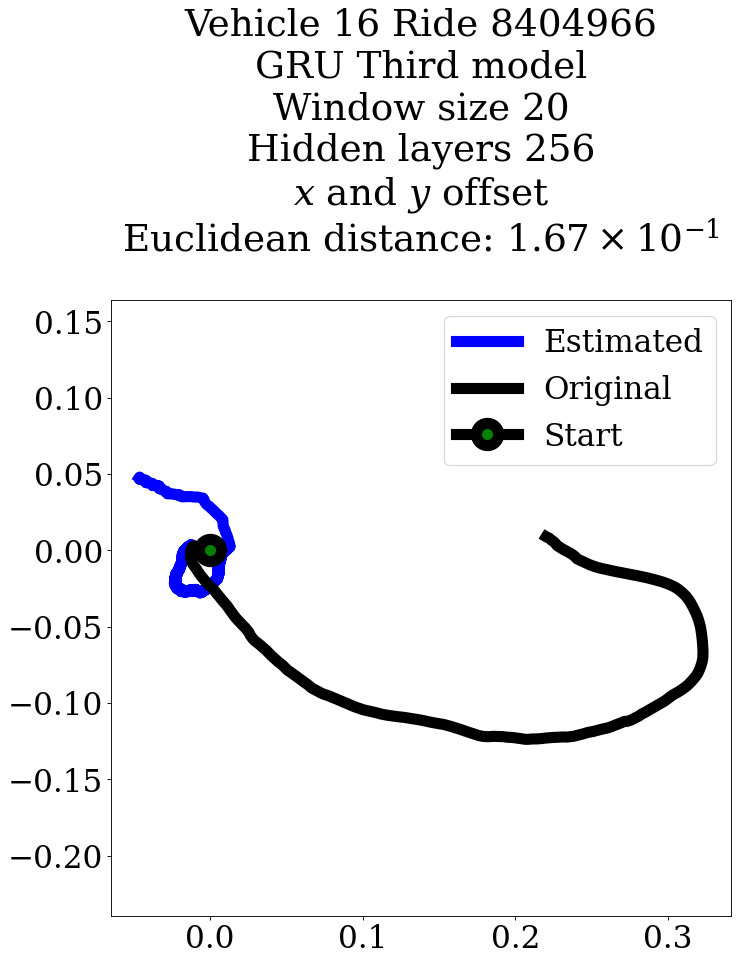 Vehicle 16 Ride 8404966
GRU Third model
Window size 20
Hidden layers 256
x and y offset
Euclidean distance: 1.67 × 10⁻¹
Estimated
Original
Start
0.15
0.10
0.05
0.00
−0.05
−0.10
−0.15
−0.20
0.0 0.1 0.2 0.3